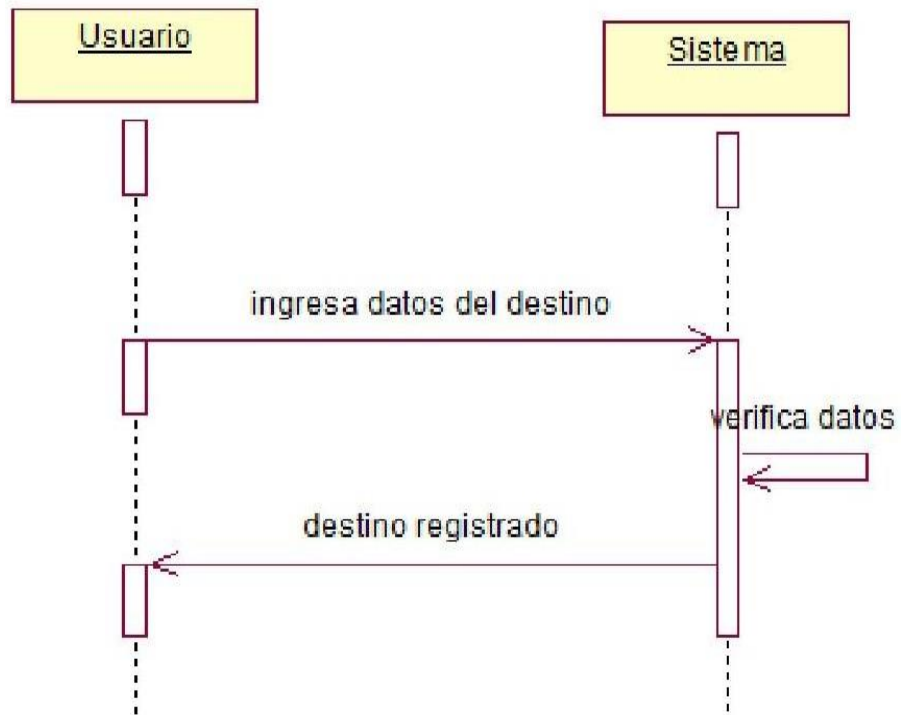 Usuario
Sistema
ingresa datos del destino
verifica datos
destino registrado